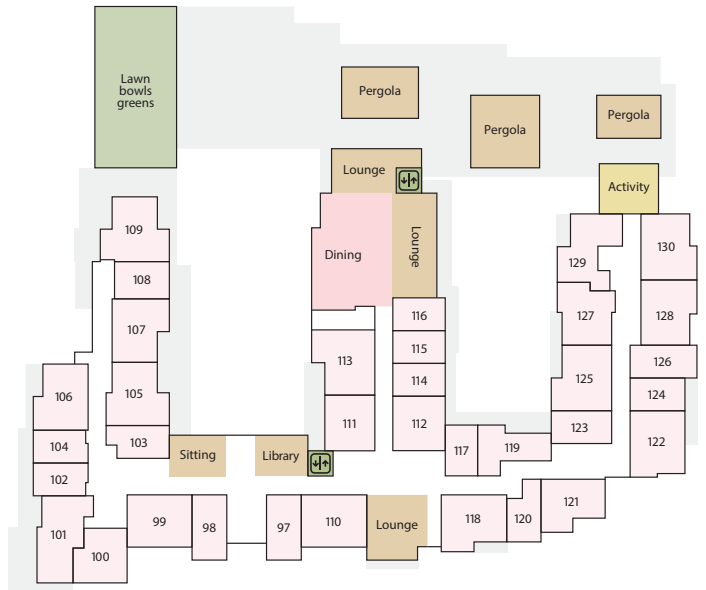 Lawn
bowls
greens
Pergola
Pergola
Pergola
Lounge
Activity
Dining
Lounge
109
108
107
105
103
106
104
102
101
100
99
98
97
110
Sitting
Library
Lounge
116
115
114
113
112
111
117
119
118
120
121
129
127
125
123
130
128
126
124
122